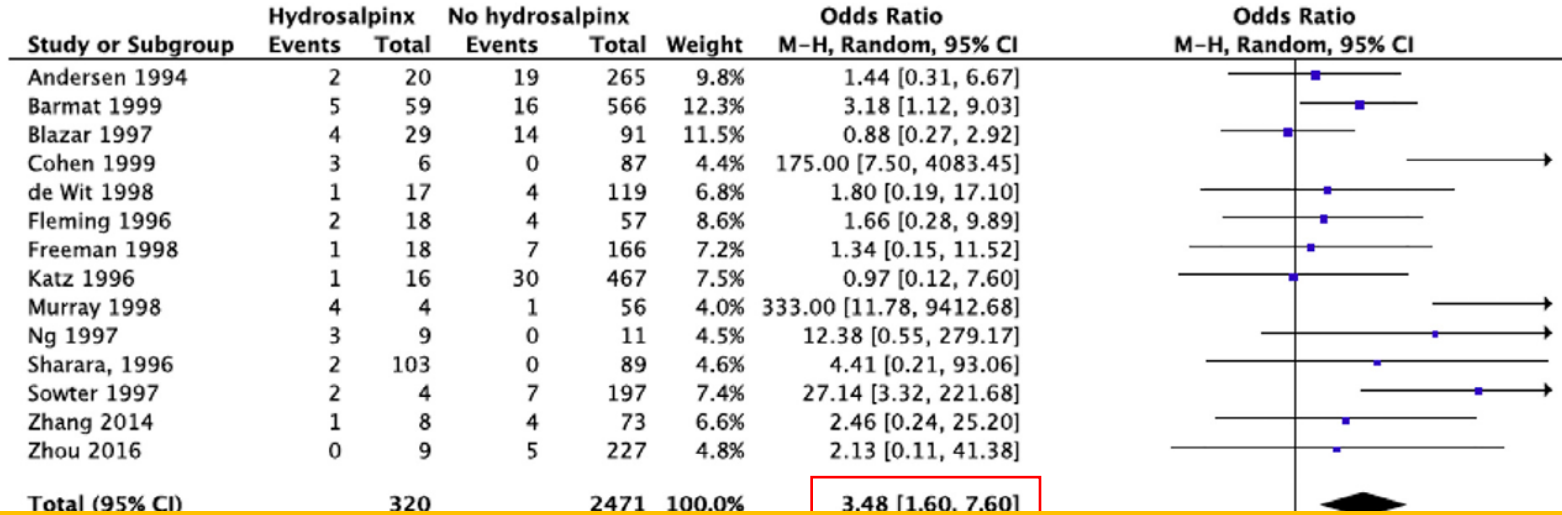 Hydrosalpinx No hydrosalpinx Odds Ratio Odds Ratio
Study or Subgroup Events Total Events Total Weight M-H, Random, 95% CI M-H, Random, 95% CI
Andersen 1994 2 20 19 265 9.8% 1.44 [0.31, 6.67]
Barmat 1999 5 59 16 566 12.3% 3.18 [1.12, 9.03]
Blazar 1997 4 29 14 91 11.5% 0.88 [0.27, 2.92]
Cohen 1999 3 6 0 87 4.4% 175.00 [7.50, 4083.45]
de Wit 1998 1 17 4 119 6.8% 1.80 [0.19, 17.10]
Fleming 1996 2 18 4 57 8.6% 1.66 [0.28, 9.89]
Freeman 1998 1 18 7 166 7.2% 1.34 [0.15, 11.52]
Katz 1996 1 16 30 467 7.5% 0.97 [0.12, 7.60]
Murray 1998 4 4 1 56 4.0% 333.00 [11.78, 9412.68]
Ng 1997 3 9 0 11 4.5% 12.38 [0.55, 279.17]
Sharara, 1996 2 103 0 89 4.6% 4.41 [0.21, 93.06]
Sowter 1997 2 4 7 197 7.4% 27.14 [3.32, 221.68]
Zhang 2014 1 8 4 73 6.6% 2.46 [0.24, 25.20]
Zhou 2016 0 9 5 227 4.8% 2.13 [0.11, 41.38]
Total (95% CI) 320 2471 100.0% 3.48 [1.60, 7.60]